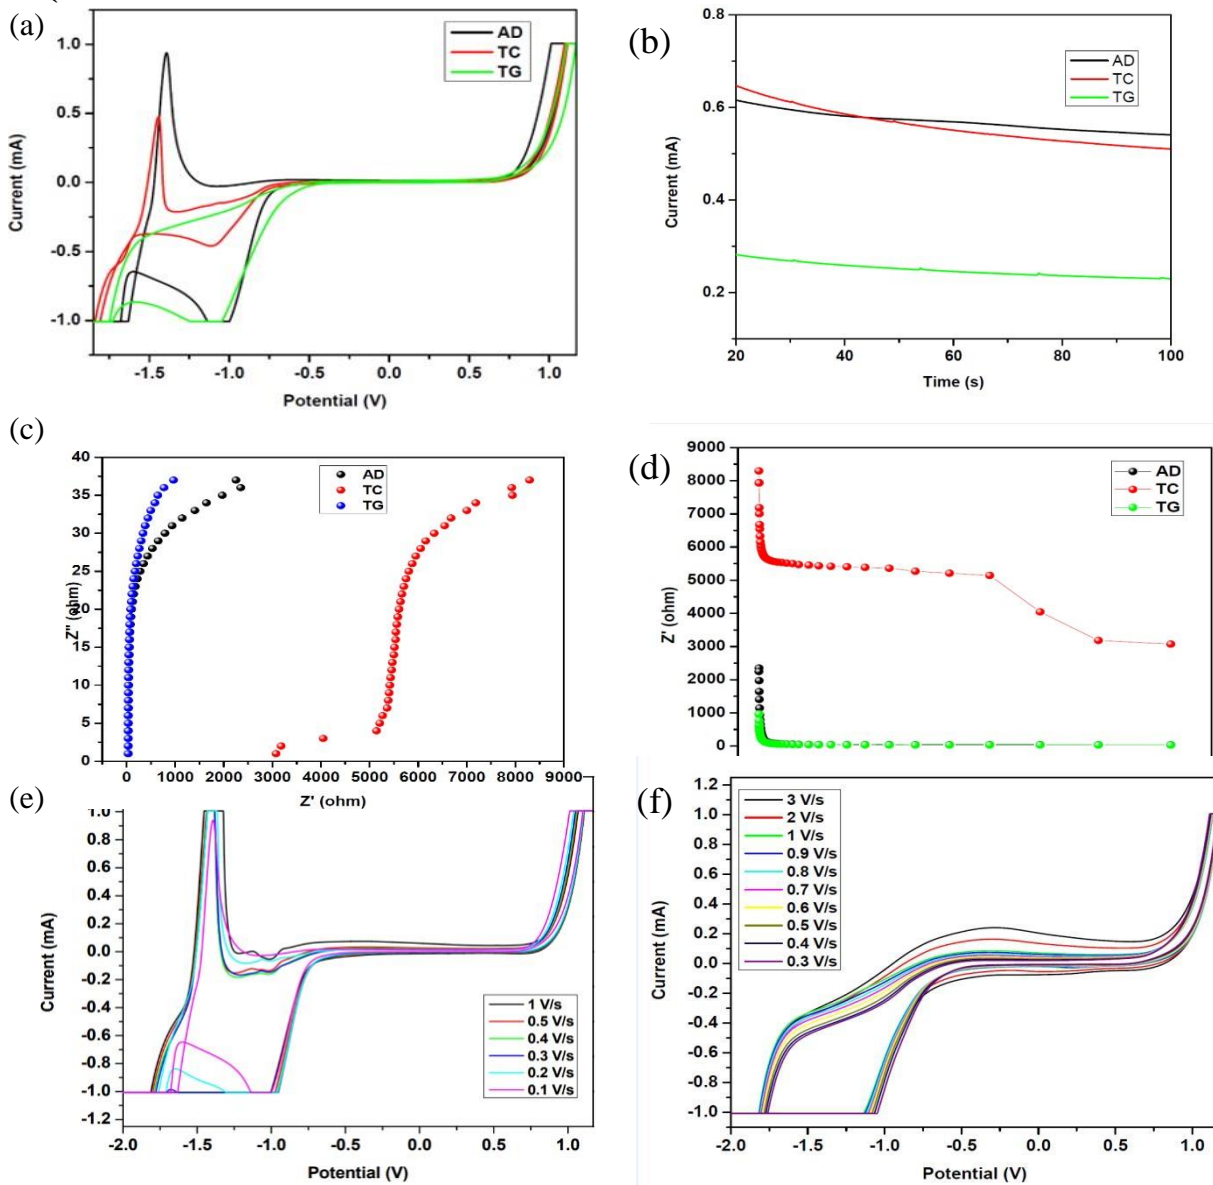 (a)
AD
TC
TG
1.0
0.5
0.0
-0.5
-1.0
Current (mA)
-1.5 -1.0 -0.5 0.0 0.5 1.0
Potential (V)
(b)
AD
TC
TG
0.8
0.6
0.4
0.2
Current (mA)
20 40 60 80 100
Time (s)
(c)
AD
TC
TG
40
35
30
25
20
15
10
5
0
Z'' (ohm)
0 1000 2000 3000 4000 5000 6000 7000 8000 9000
Z' (ohm)
(d)
AD
TC
TG
9000
8000
7000
6000
5000
4000
3000
2000
1000
0
Z' (ohm)
(e)
1.0
0.8
0.6
0.4
0.2
0.0
-0.2
-0.4
-0.6
-0.8
-1.0
-1.2
Current (mA)
1 V/s
0.5 V/s
0.4 V/s
0.3 V/s
0.2 V/s
0.1 V/s
-2.0 -1.5 -1.0 -0.5 0.0 0.5 1.0
Potential (V)
(f)
1.2
1.0
0.8
0.6
0.4
0.2
0.0
-0.2
-0.4
-0.6
-0.8
-1.0
Current (mA)
3 V/s
2 V/s
1 V/s
0.9 V/s
0.8 V/s
0.7 V/s
0.6 V/s
0.5 V/s
0.4 V/s
0.3 V/s
-2.0 -1.5 -1.0 -0.5 0.0 0.5 1.0
Potential (V)